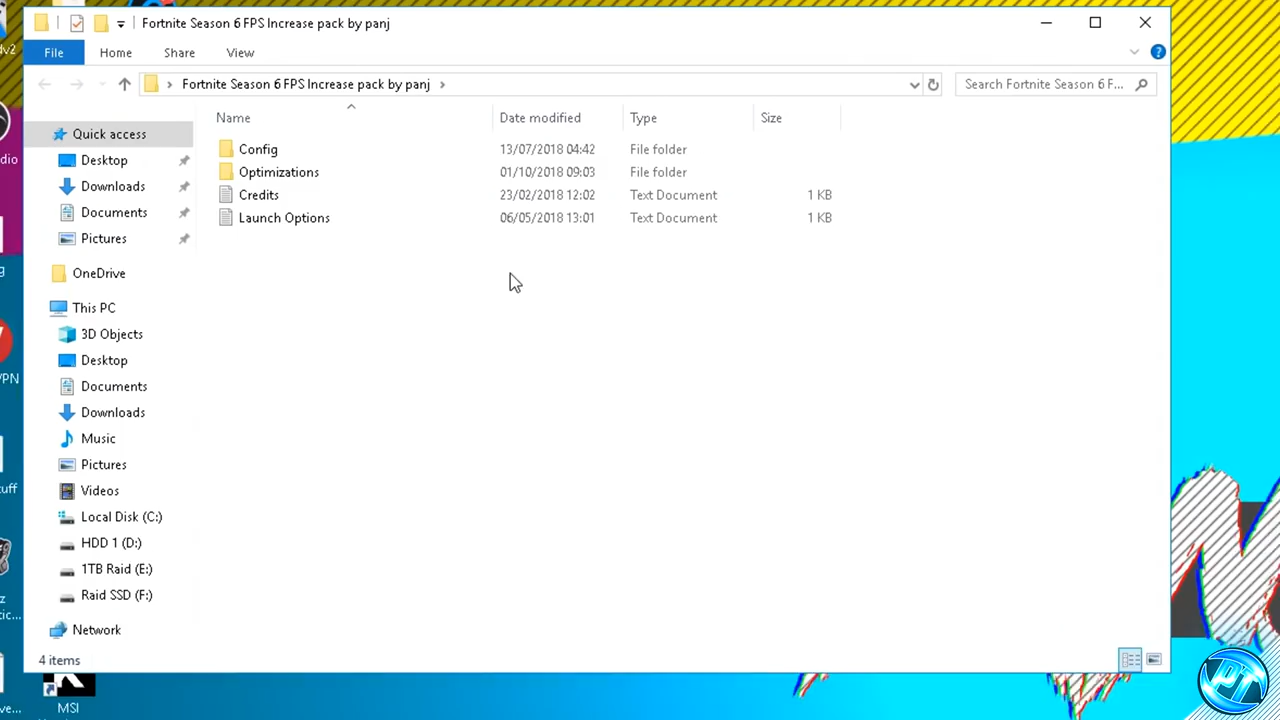 Fortnite Season 6 FPS Increase pack by panj
File Home Share View
Fortnite Season 6 FPS Increase pack by panj
Search Fortnite Season 6 F...
Name Date modified Type Size
Quick access
Desktop
Downloads
Documents
Pictures
OneDrive
This PC
3D Objects
Desktop
Documents
Downloads
Music
Pictures
Videos
Local Disk (C:)
HDD 1 (D:)
1TB Raid (E:)
Raid SSD (F:)
Network
Config 13/07/2018 04:42 File folder
Optimizations 01/10/2018 09:03 File folder
Credits 23/02/2018 12:02 Text Document 1 KB
Launch Options 06/05/2018 13:01 Text Document 1 KB
4 items
MSI
PT